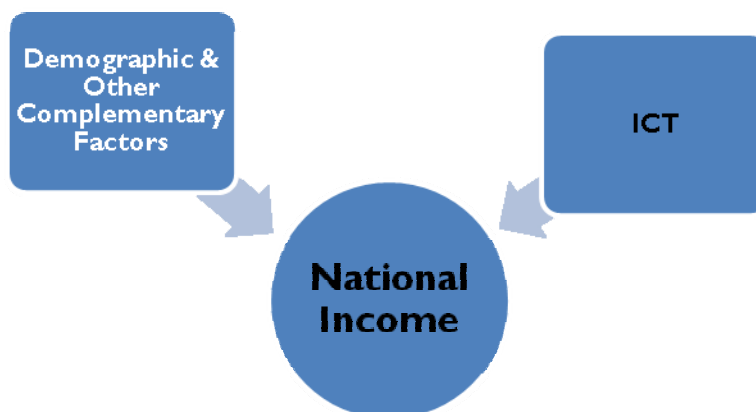 Demographic &
Other
Complementary
Factors
ICT
National
Income